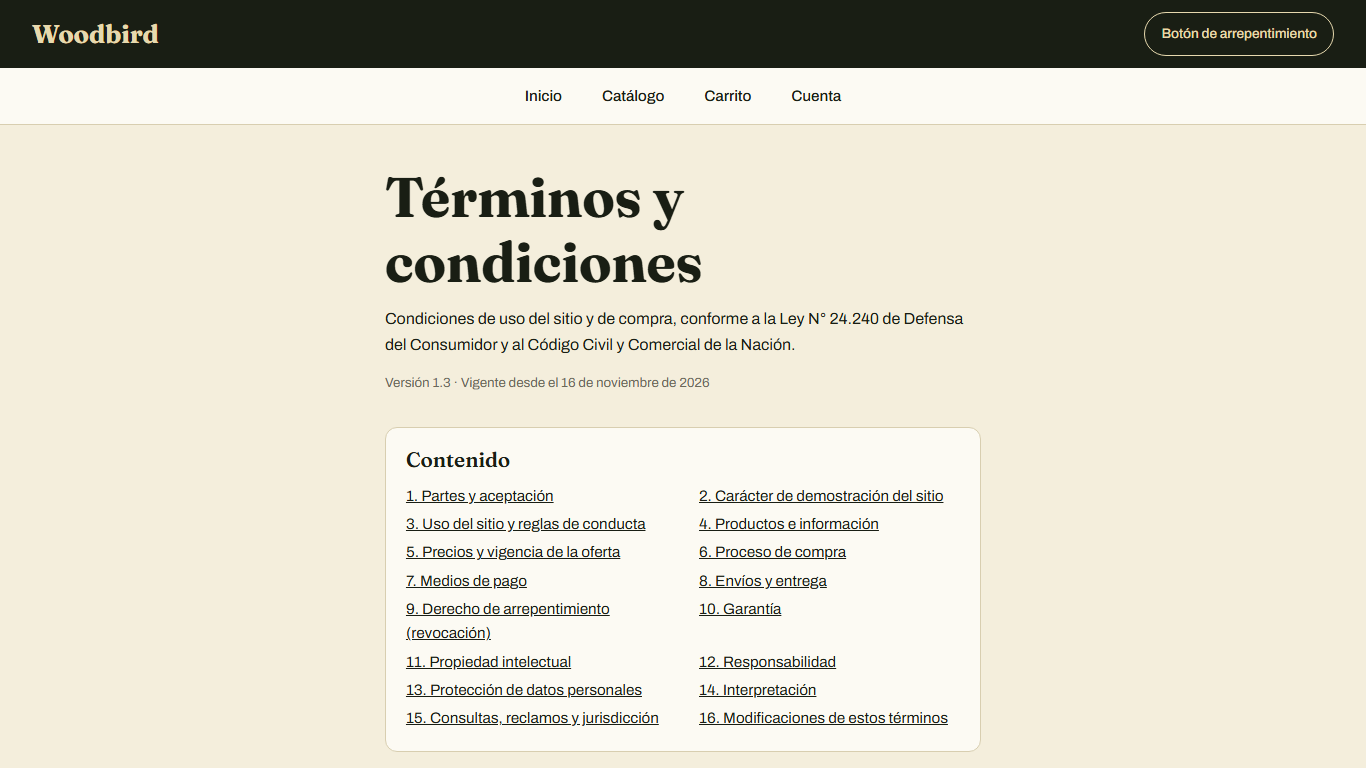 Woodbird
Botón de arrepentimiento
Inicio Catálogo Carrito Cuenta
Términos y
condiciones
Condiciones de uso del sitio y de compra, conforme a la Ley N° 24.240 de Defensa
del Consumidor y al Código Civil y Comercial de la Nación.
Versión 1.3 · Vigente desde el 16 de noviembre de 2026
Contenido
1. Partes y aceptación
2. Carácter de demostración del sitio
3. Uso del sitio y reglas de conducta
4. Productos e información
5. Precios y vigencia de la oferta
6. Proceso de compra
7. Medios de pago
8. Envíos y entrega
9. Derecho de arrepentimiento
(revocación)
10. Garantía
11. Propiedad intelectual
12. Responsabilidad
13. Protección de datos personales
14. Interpretación
15. Consultas, reclamos y jurisdicción
16. Modificaciones de estos términos